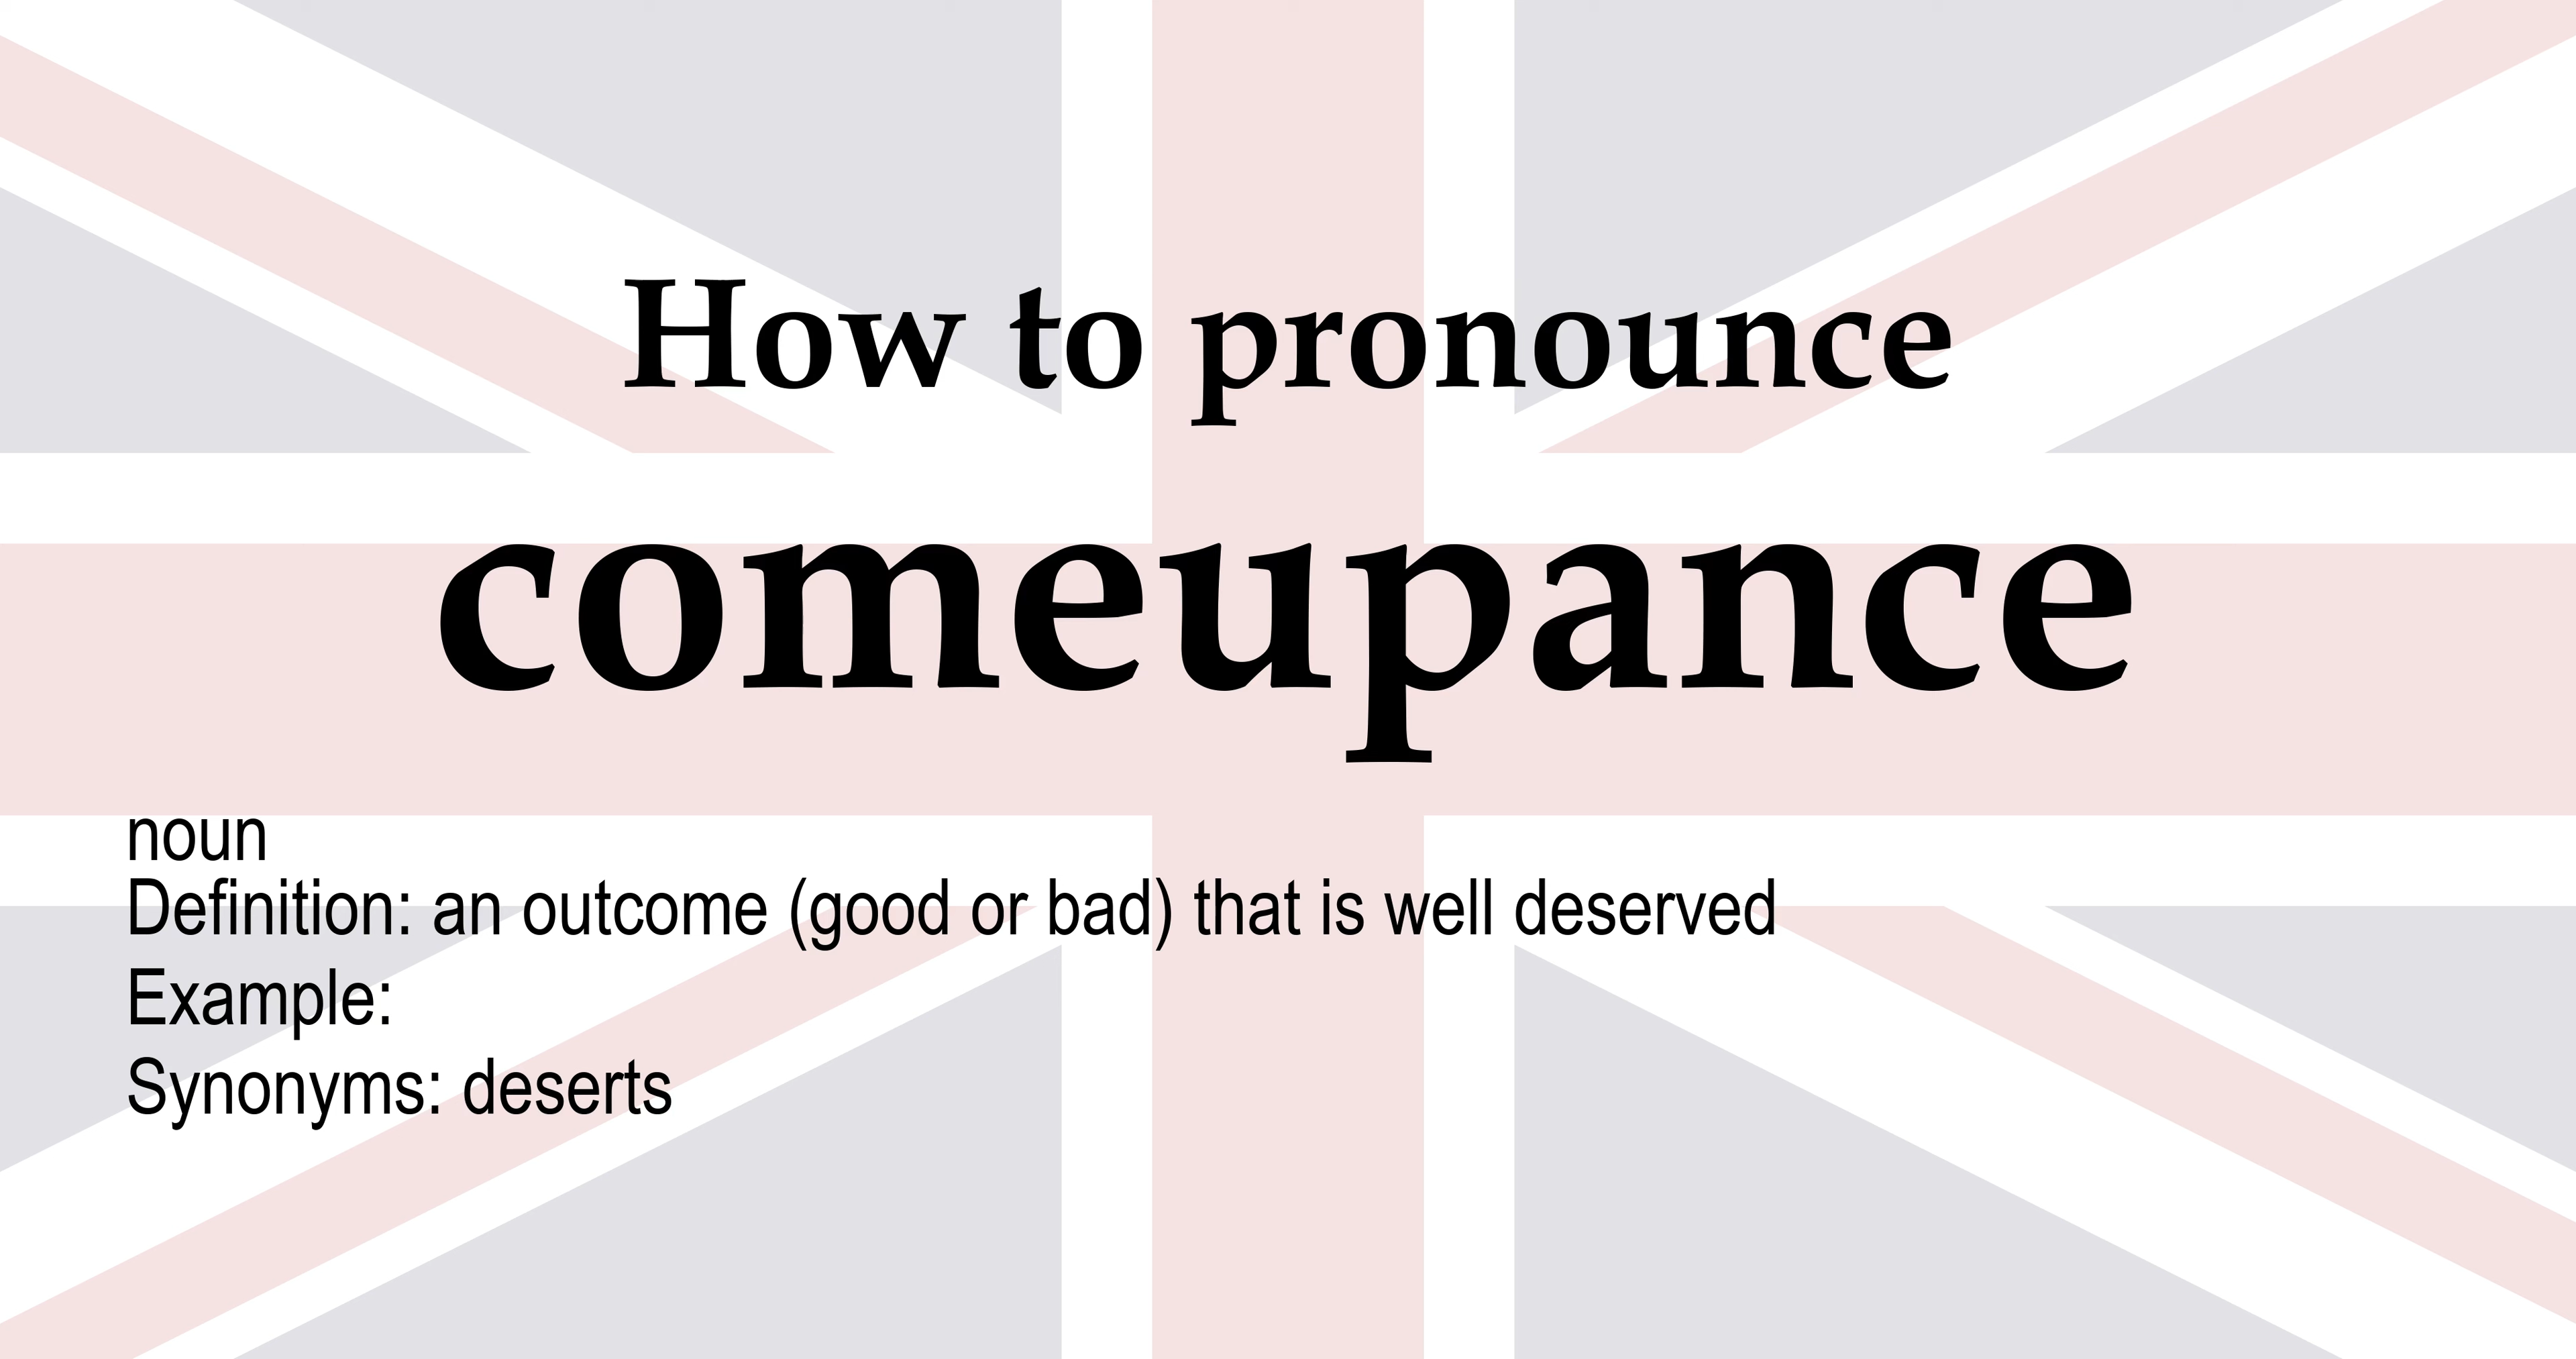 How to pronounce
comeupance
noun
Definition: an outcome (good or bad) that is well deserved
Example:
Synonyms: deserts